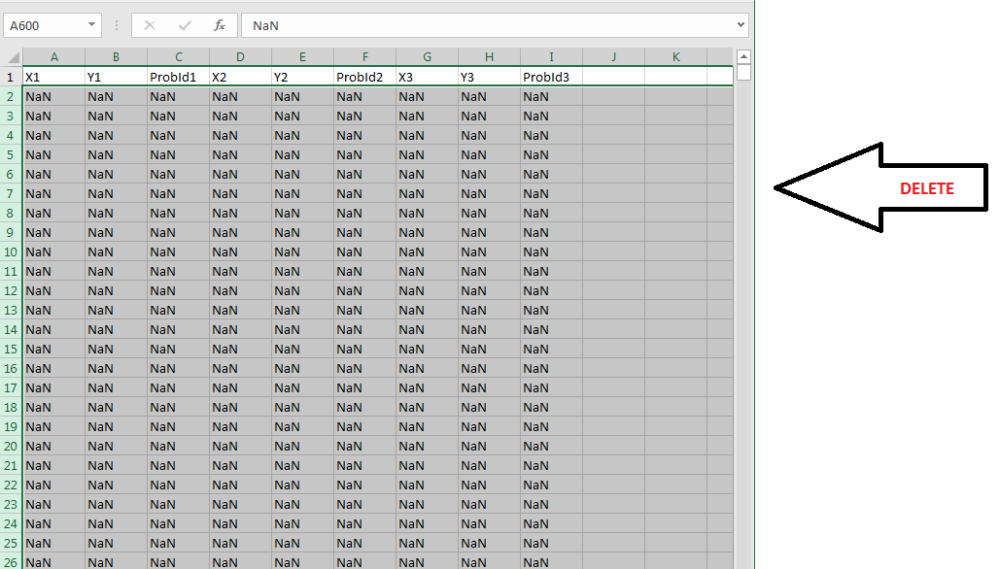 A600 fx NaN
A B C D E F G H I J K
1 X1 Y1 ProbId1 X2 Y2 ProbId2 X3 Y3 ProbId3
2 NaN NaN NaN NaN NaN NaN NaN NaN NaN
3 NaN NaN NaN NaN NaN NaN NaN NaN NaN
4 NaN NaN NaN NaN NaN NaN NaN NaN NaN
5 NaN NaN NaN NaN NaN NaN NaN NaN NaN
6 NaN NaN NaN NaN NaN NaN NaN NaN NaN
7 NaN NaN NaN NaN NaN NaN NaN NaN NaN
8 NaN NaN NaN NaN NaN NaN NaN NaN NaN
9 NaN NaN NaN NaN NaN NaN NaN NaN NaN
10 NaN NaN NaN NaN NaN NaN NaN NaN NaN
11 NaN NaN NaN NaN NaN NaN NaN NaN NaN
12 NaN NaN NaN NaN NaN NaN NaN NaN NaN
13 NaN NaN NaN NaN NaN NaN NaN NaN NaN
14 NaN NaN NaN NaN NaN NaN NaN NaN NaN
15 NaN NaN NaN NaN NaN NaN NaN NaN NaN
16 NaN NaN NaN NaN NaN NaN NaN NaN NaN
17 NaN NaN NaN NaN NaN NaN NaN NaN NaN
18 NaN NaN NaN NaN NaN NaN NaN NaN NaN
19 NaN NaN NaN NaN NaN NaN NaN NaN NaN
20 NaN NaN NaN NaN NaN NaN NaN NaN NaN
21 NaN NaN NaN NaN NaN NaN NaN NaN NaN
22 NaN NaN NaN NaN NaN NaN NaN NaN NaN
23 NaN NaN NaN NaN NaN NaN NaN NaN NaN
24 NaN NaN NaN NaN NaN NaN NaN NaN NaN
25 NaN NaN NaN NaN NaN NaN NaN NaN NaN
26 NaN NaN NaN NaN NaN NaN NaN NaN NaN
DELETE